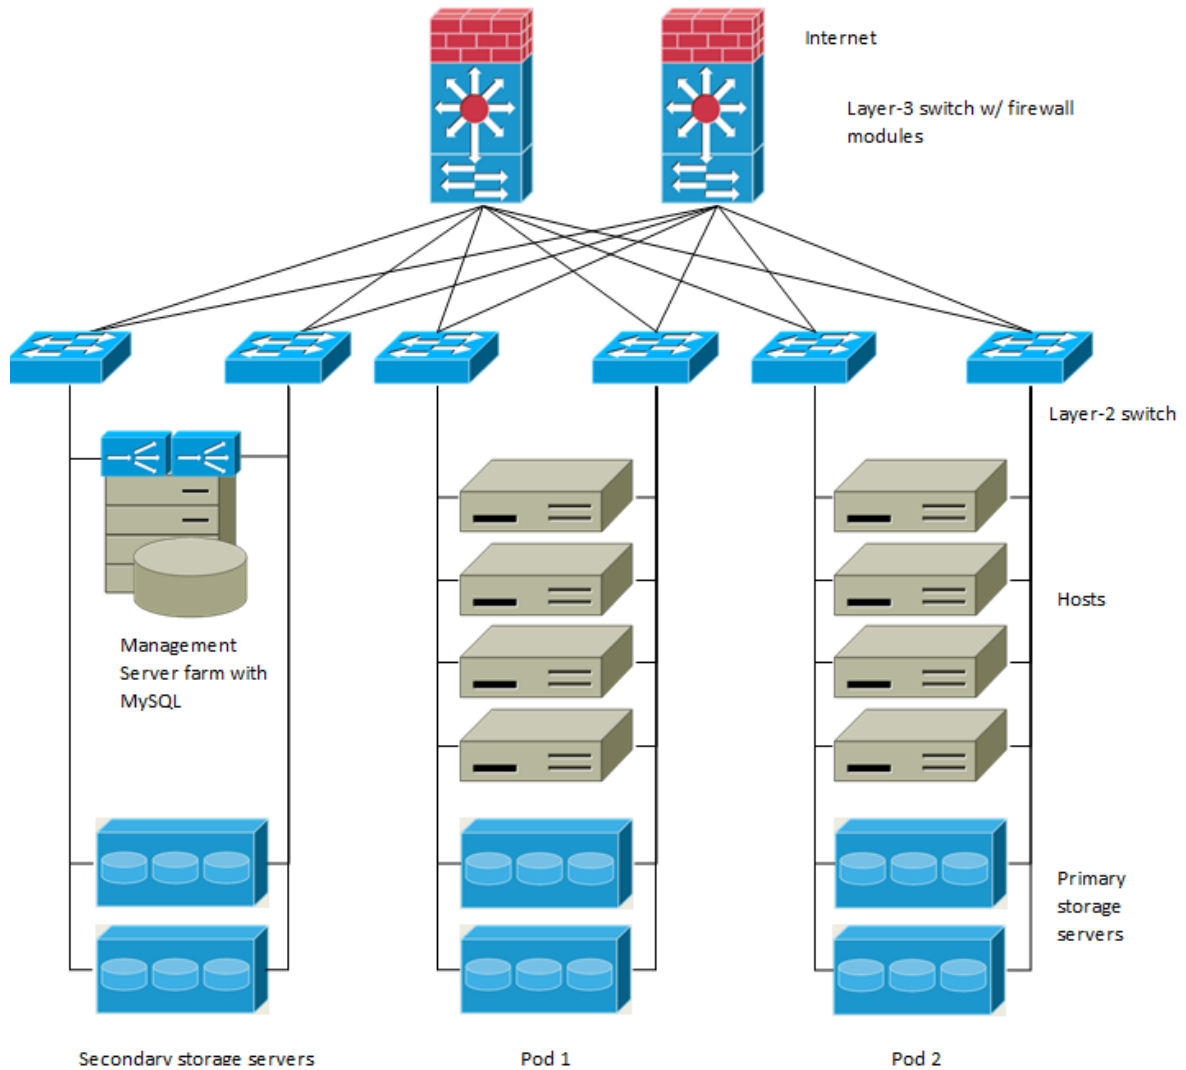 Internet
Layer-3 switch w/ firewall
modules
Layer-2 switch
Hosts
Management
Server farm with
MySQL
Primary
storage
servers
Secondary storage servers
Pod 1
Pod 2